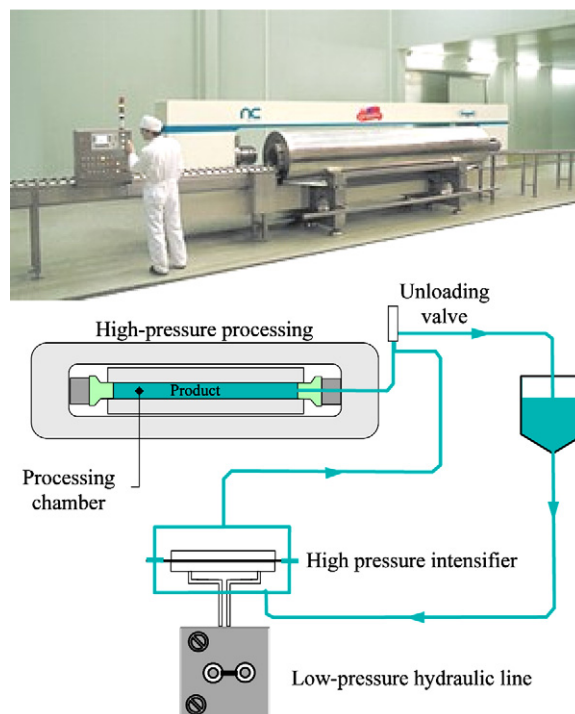 nc
Unloading
valve
High-pressure processing
Product
Processing
chamber
High pressure intensifier
Low-pressure hydraulic line